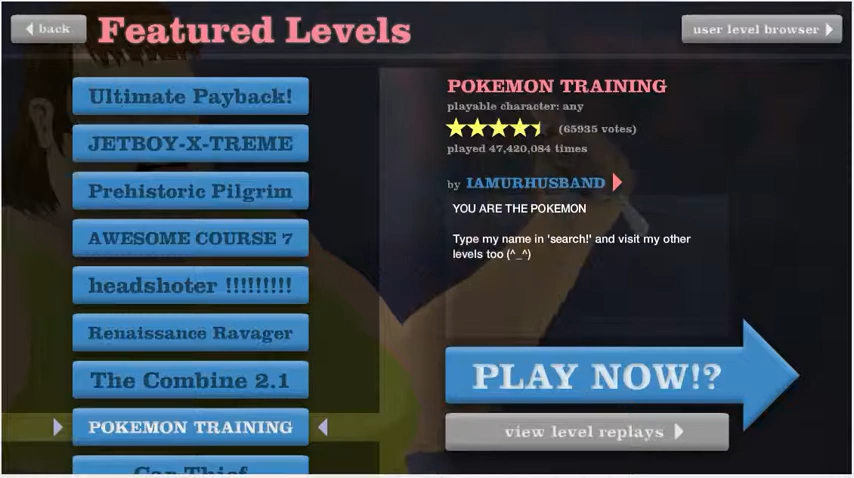 back
Featured Levels
user level browser
Ultimate Payback!
JETBOY-X-TREME
Prehistoric Pilgrim
AWESOME COURSE 7
headshoter !!!!!!!!!
Renaissance Ravager
The Combine 2.1
POKEMON TRAINING
Car Thief
POKEMON TRAINING
playable character: any
(65935 votes)
played 47,420,084 times
by IAMURHUSBAND
YOU ARE THE POKEMON
Type my name in 'search!' and visit my other
levels too (^_^)
PLAY NOW!?
view level replays